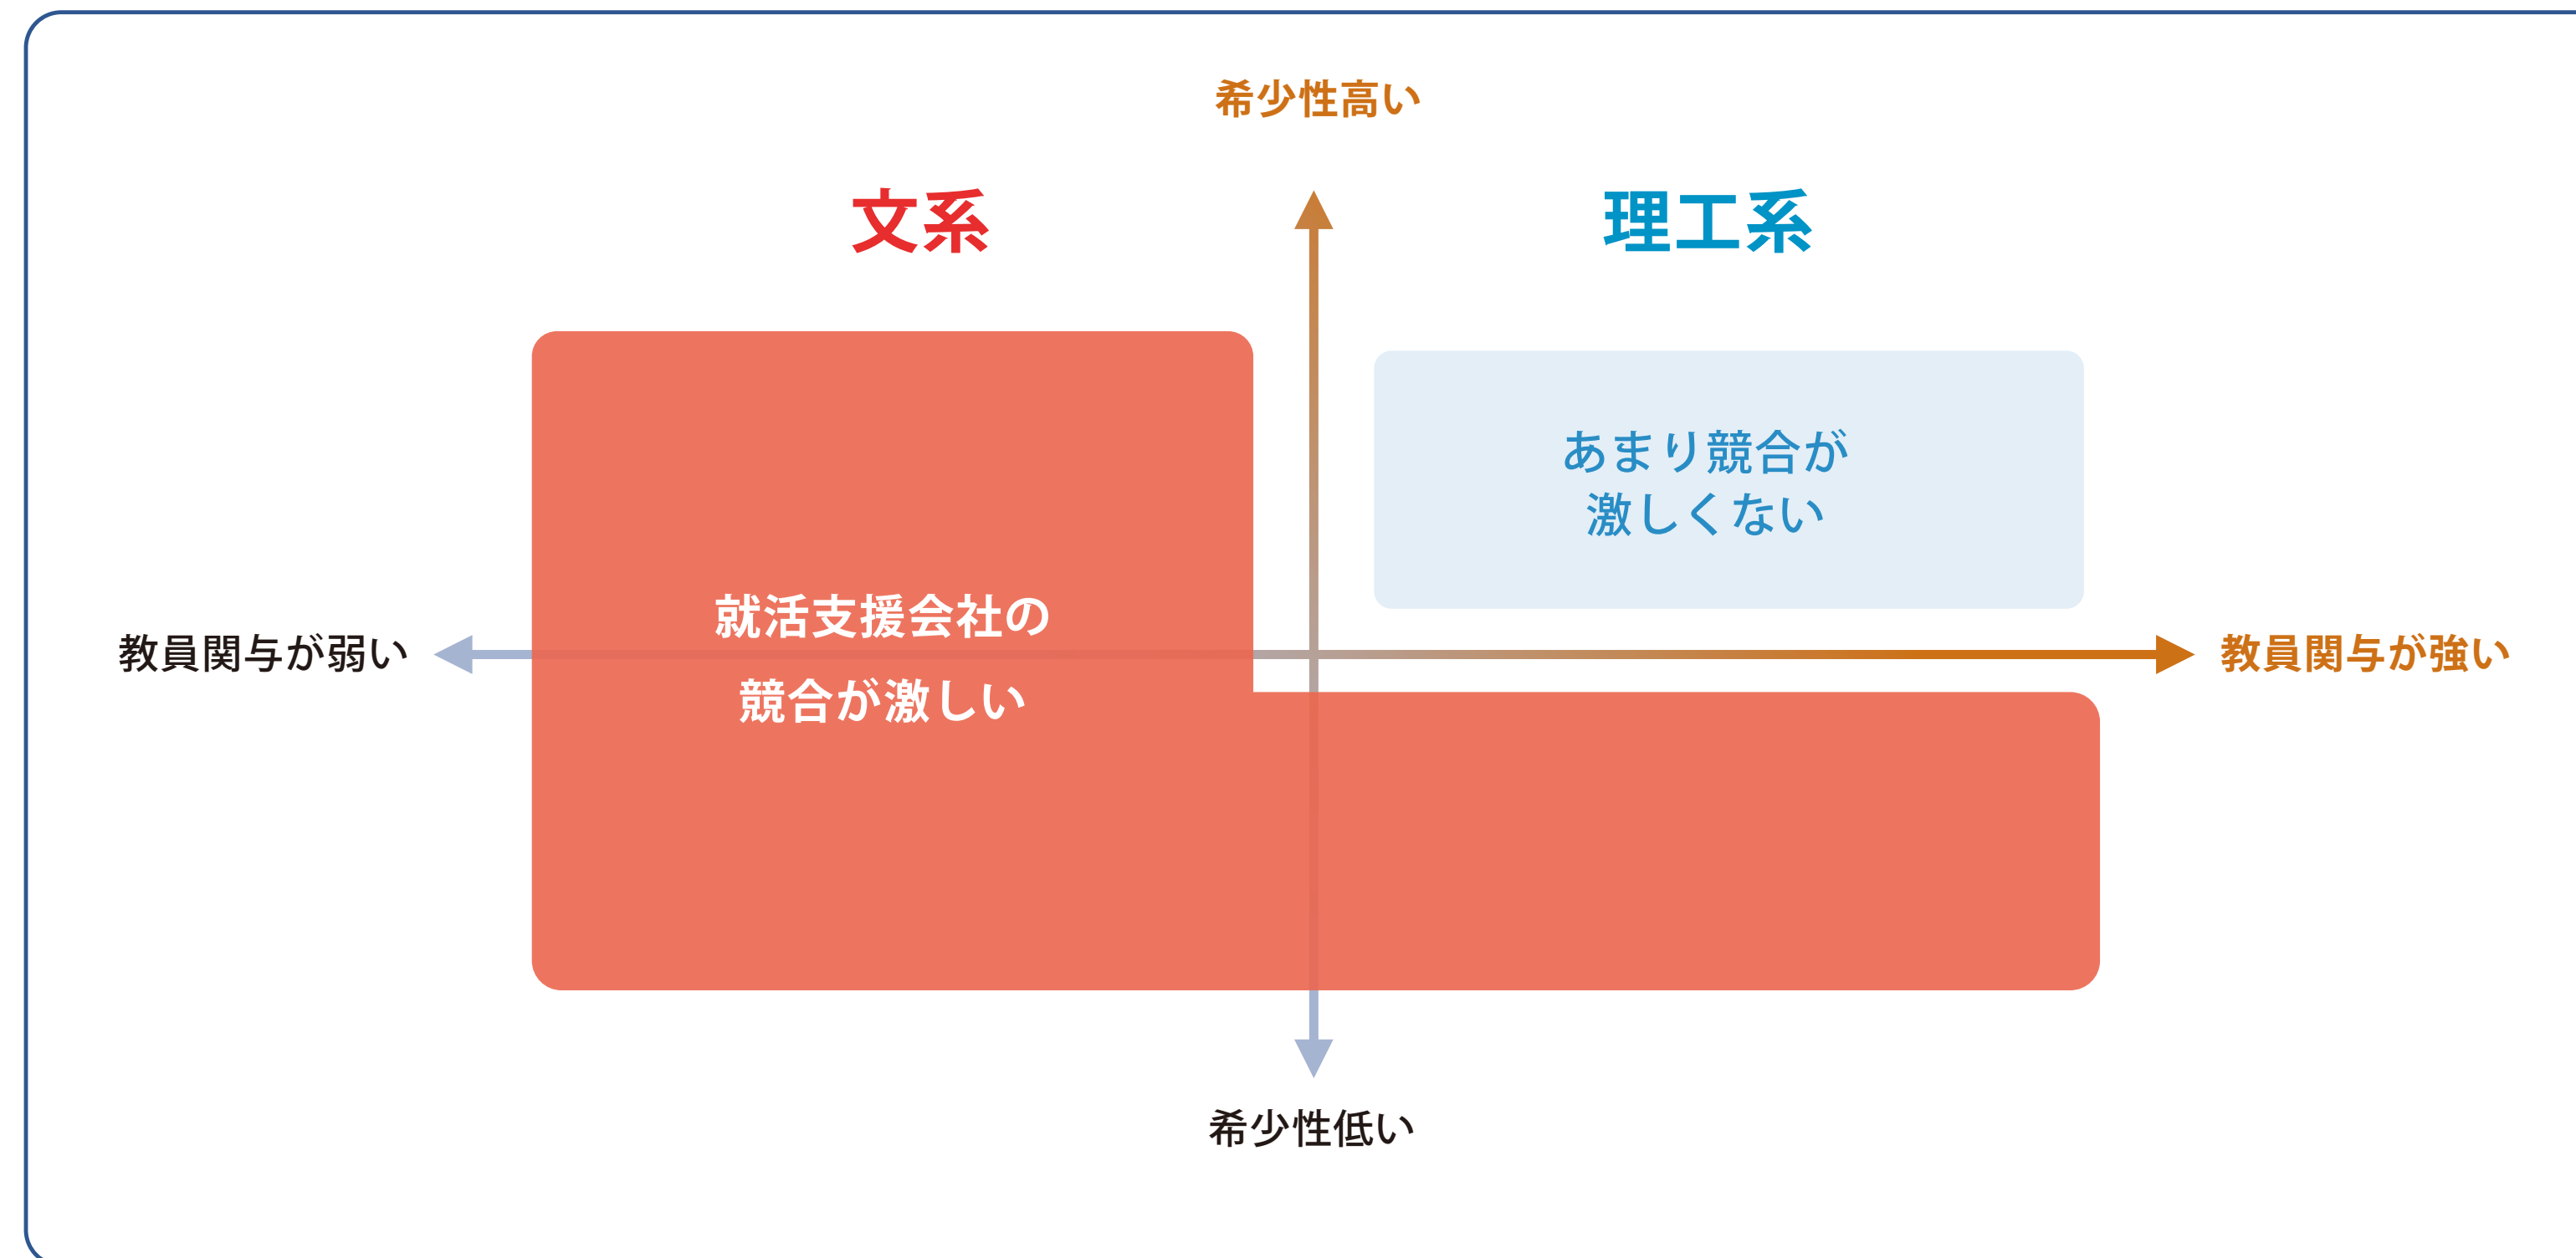 希少性高い
文系
理工系
あまり競合が
激しくない
就活支援会社の
競合が激しい
教員関与が弱い
教員関与が強い
希少性低い